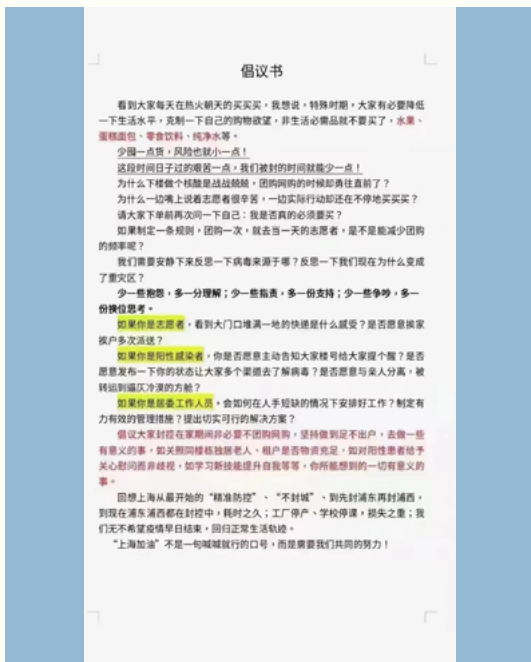 倡议书
看到大家每天在热火朝天的买买买，我想说，特殊时期，大家有必要降低
一下生活水平，克制一下自己的购物欲望，非生活必需品就不要买了，水果、
蛋糕面包、零食饮料、纯净水等。
少囤一点货，风险也就小一点！
这段时间日子过的艰苦一点，我们被封的时间就能少一点！
为什么下楼做个核酸是战战兢兢，团购网购的时候却勇往直前了？
为什么一边嘴上说着志愿者很辛苦，一边实际行动却还在不停地买买买？
请大家下单前再次问一下自己：我是否真的必须要买？
如果制定一条规则，团购一次，就去当一天的志愿者，是不是能减少团购
的频率呢？
我们需要安静下来反思一下病毒来源于哪？反思一下我们现在为什么变成
了重灾区？
少一些抱怨，多一分理解；少一些指责，多一份支持；少一些争吵，多一
份换位思考。
如果你是志愿者，看到大门口堆满一地的快递是什么感受？是否愿意挨家
挨户多次派送？
如果你是阳性感染者，你是否愿意主动告知大家楼号给大家提个醒？是否
愿意发布一下你的状态让大家多个渠道去了解病毒？是否愿意与亲人分离，被
转运到逼仄冷漠的方舱？
如果你是居委工作人员，会如何在人手短缺的情况下安排好工作？制定有
力有效的管理措施？提出切实可行的解决方案？
倡议大家封控在家期间非必要不团购网购，坚持做到足不出户，去做一些
有意义的事，如关照同楼栋独居老人、租户是否物资充足，如对阳性患者给予
关心慰问而非歧视，如学习新技能提升自我等等，你所能想到的一切有意义的
事。
回想上海从最开始的“精准防控”、“不封城”、到先封浦东再封浦西，
到现在浦东浦西都在封控中，耗时之久；工厂停产、学校停课，损失之重；我
们无不希望疫情早日结束，回归正常生活轨迹。
“上海加油”不是一句喊喊就行的口号，而是需要我们共同的努力！